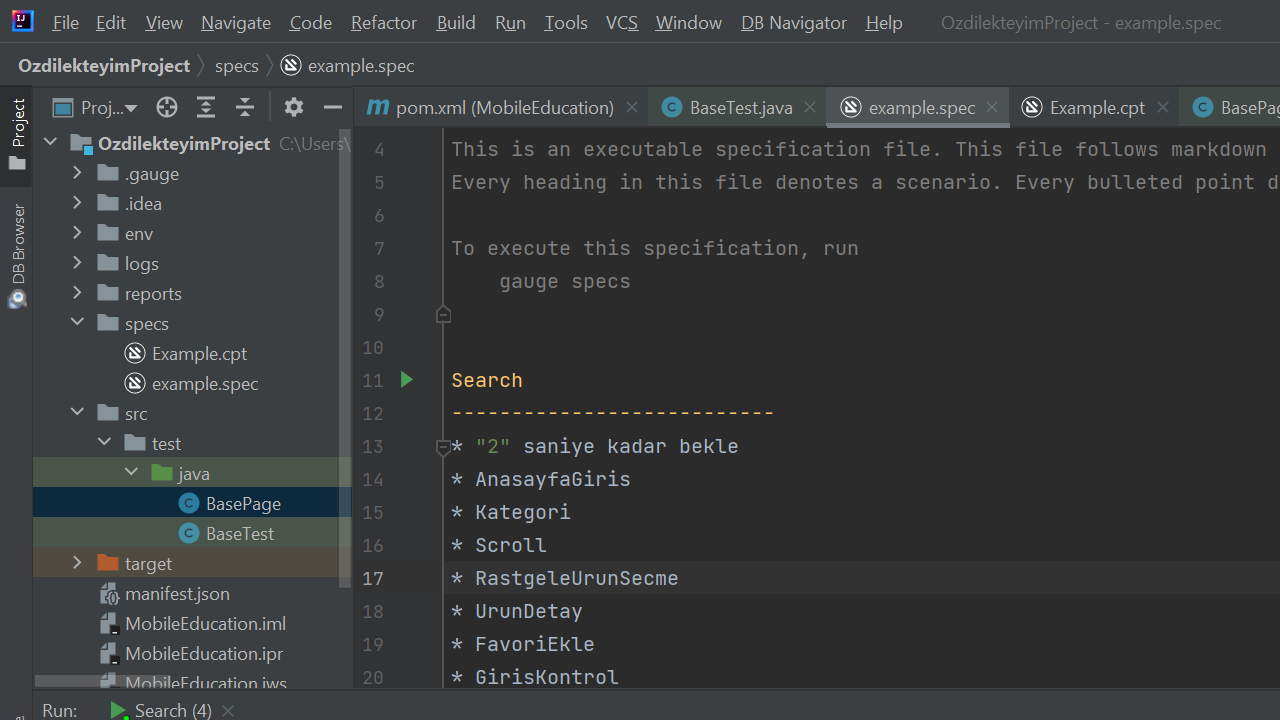 File Edit View Navigate Code Refactor Build Run Tools VCS Window DB Navigator Help OzdilekteyimProject - example.spec
OzdilekteyimProject specs example.spec
Project
DB Browser
Proj...
OzdilekteyimProject C:\Users\
.gauge
.idea
env
logs
reports
specs
Example.cpt
example.spec
src
test
java
BasePage
BaseTest
target
manifest.json
MobileEducation.iml
MobileEducation.ipr
MobileEducation.iws
pom.xml (MobileEducation) BaseTest.java example.spec Example.cpt BasePag
4 This is an executable specification file. This file follows markdown
5 Every heading in this file denotes a scenario. Every bulleted point d
6
7 To execute this specification, run
8 gauge specs
9
10
11 Search
12 ---------------------------
13 * "2" saniye kadar bekle
14 * AnasayfaGiris
15 * Kategori
16 * Scroll
17 * RastgeleUrunSecme
18 * UrunDetay
19 * FavoriEkle
20 * GirisKontrol
Run: Search (4)